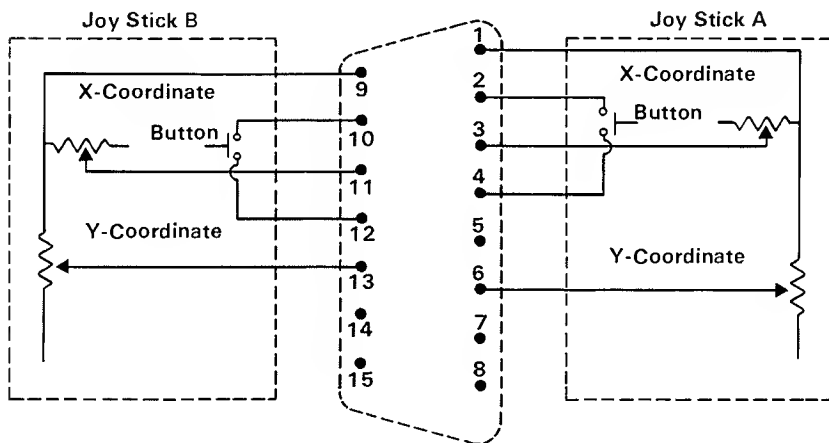 Joy Stick B
Joy Stick A
1
9
X-Coordinate
2
X-Coordinate
10
Button
3
Button
11
4
12
Y-Coordinate
5
13
6
Y-Coordinate
14
7
15
8